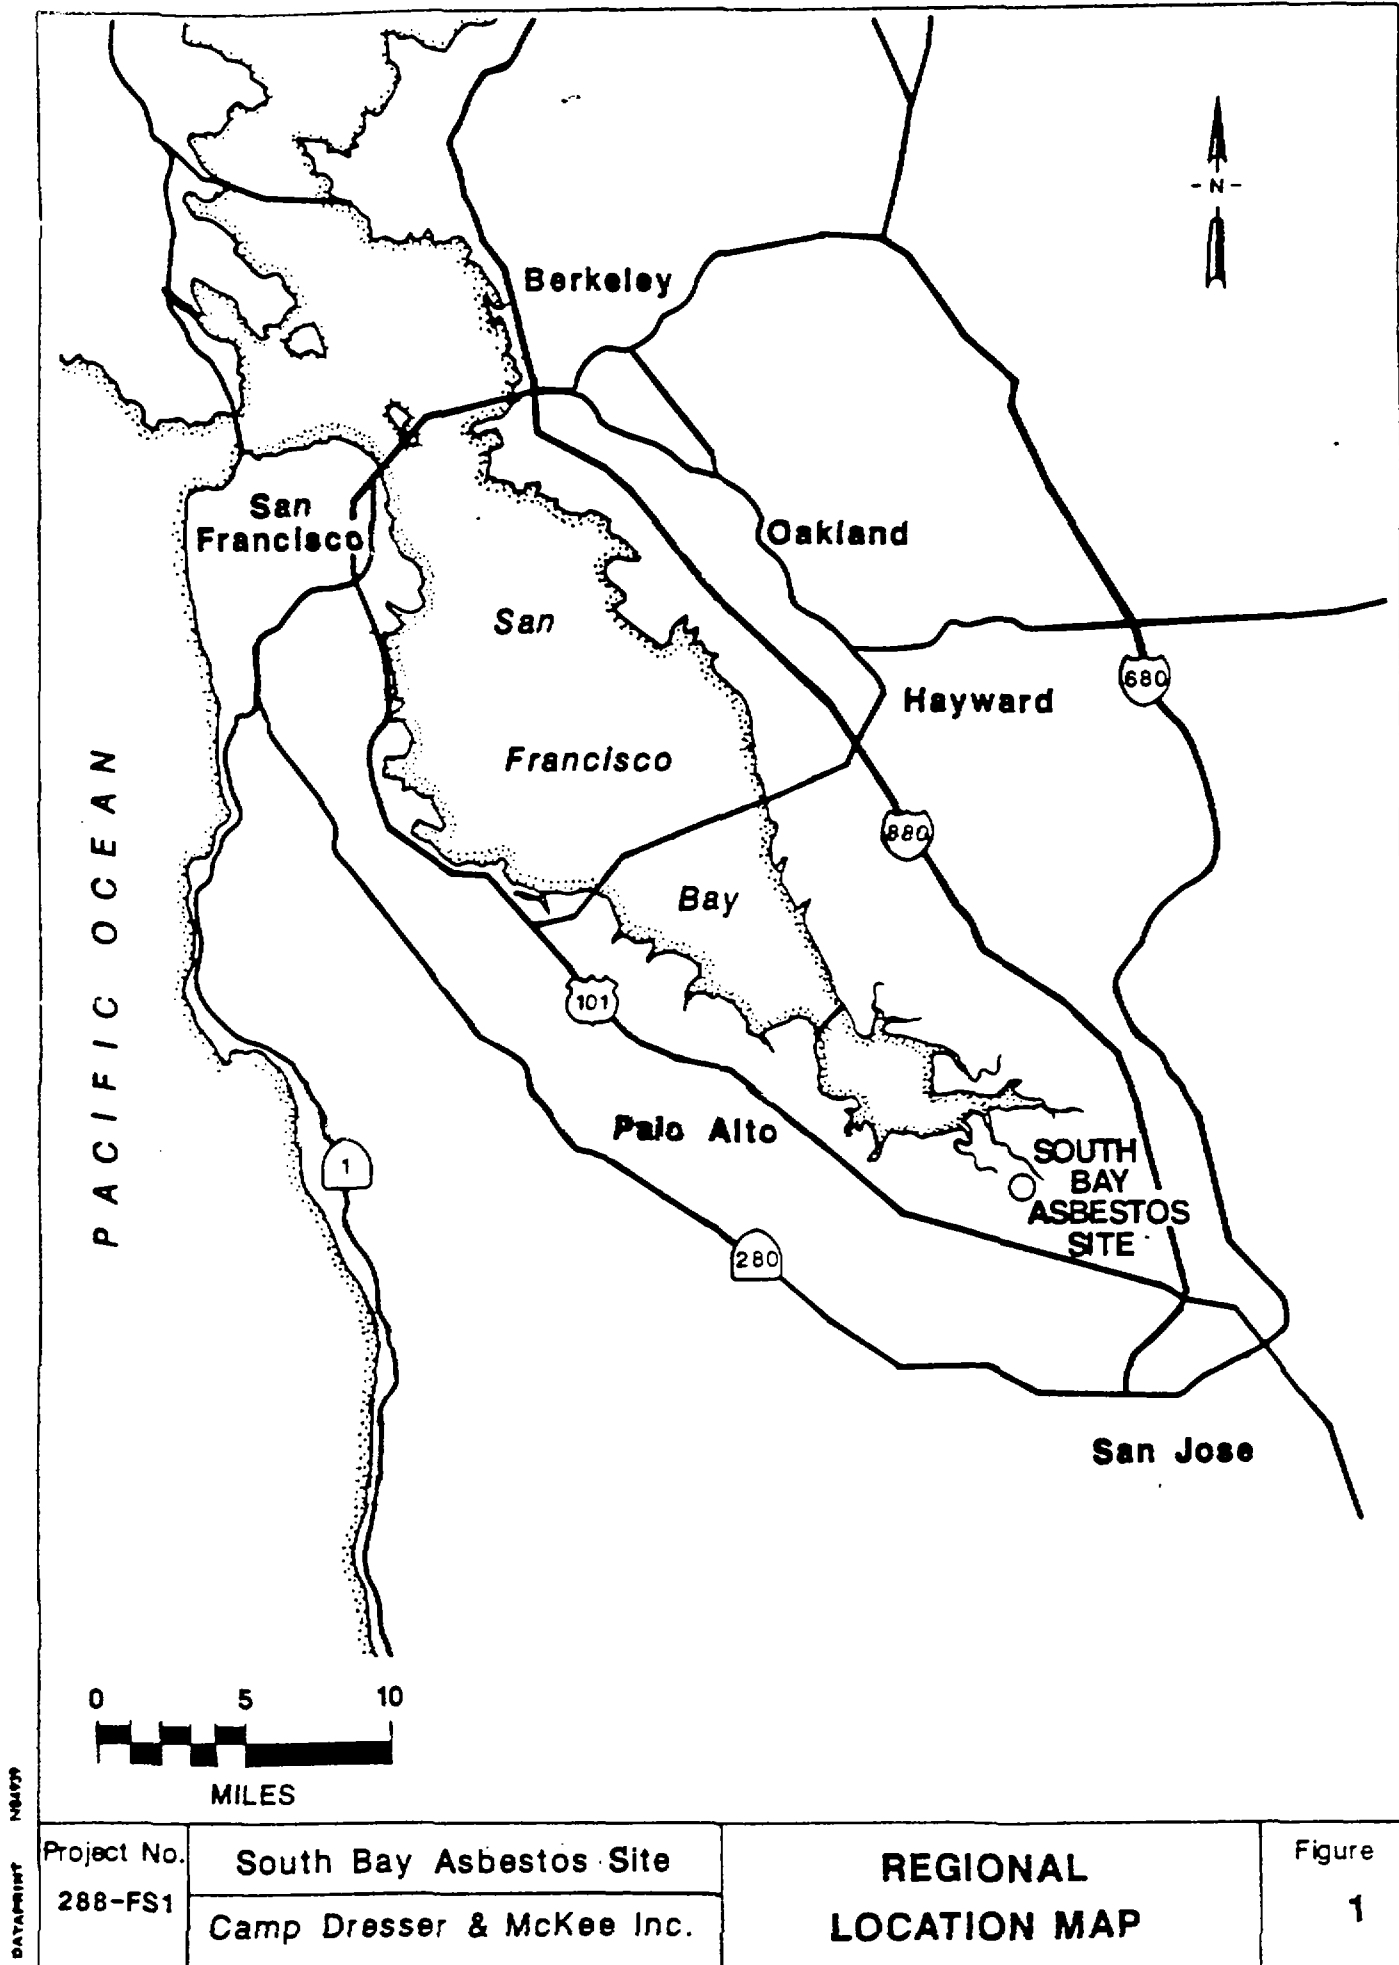 - N -
Berkeley
San
Francisco
Oakland
San
680
Hayward
Francisco
880
Bay
101
PACIFIC OCEAN
Palo Alto
1
SOUTH
BAY
ASBESTOS
SITE
280
San Jose
0 5 10
MILES
DATAPRINT N84939
Project No.
288-FS1
South Bay Asbestos Site
Camp Dresser & McKee Inc.
REGIONAL
LOCATION MAP
Figure
1